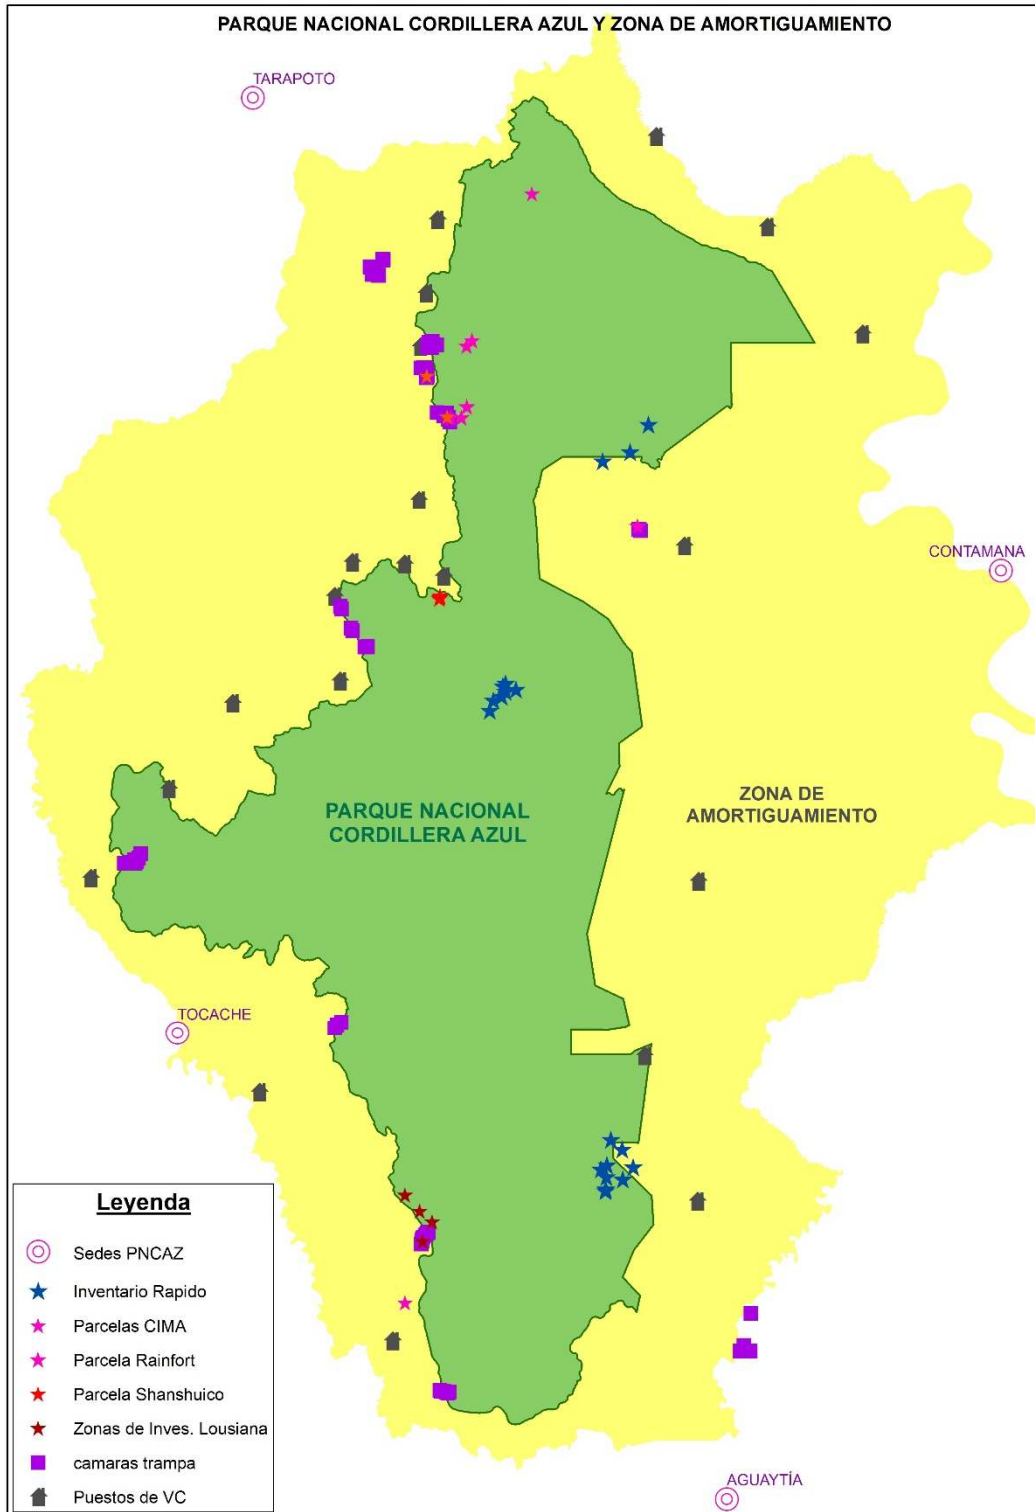 PARQUE NACIONAL CORDILLERA AZUL Y ZONA DE AMORTIGUAMIENTO
TARAPOTO
CONTAMANA
PARQUE NACIONAL
CORDILLERA AZUL
ZONA DE
AMORTIGUAMIENTO
TOCACHE
AGUAYTÍA
Leyenda
Sedes PNCAZ
Inventario Rapido
Parcelas CIMA
Parcela Rainfort
Parcela Shanshuico
Zonas de Inves. Lousiana
camaras trampa
Puestos de VC